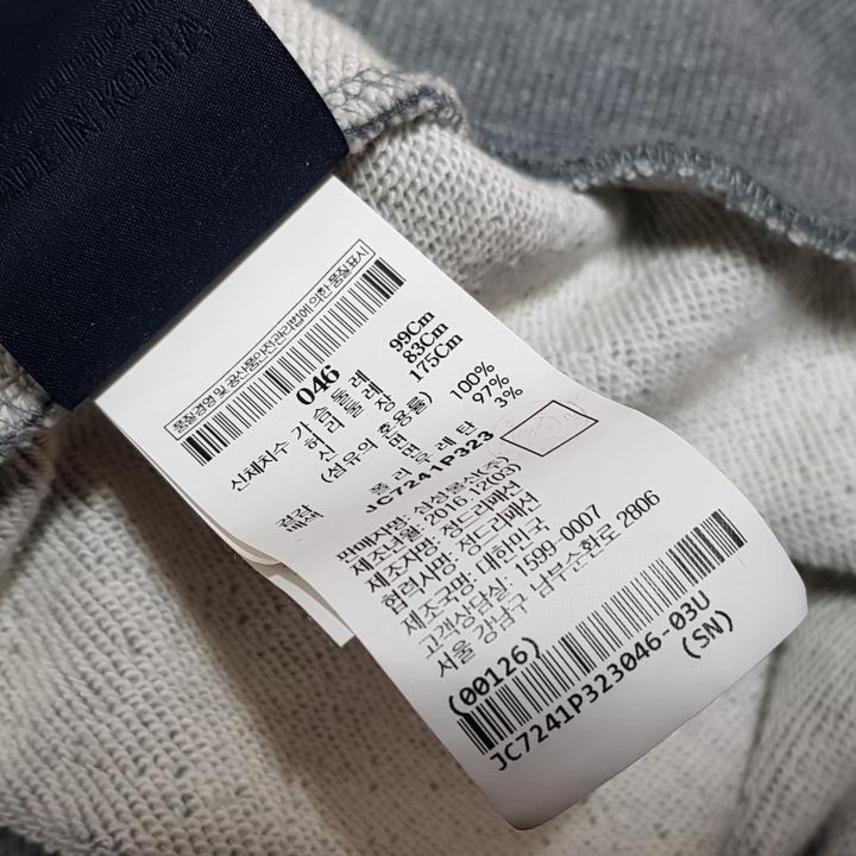 MADE IN KOREA
품질경영 및 공산품안전관리법에 의한 품질표시
046
신체치수 가슴둘레 99Cm
허리둘레 83Cm
신 장 175Cm
(섬유의 혼용률)
겉감 면 100%
배색 면 97%
폴리우레탄 3%
JC7241P323
판매자명: 삼성물산(주)
제조년월: 2016.12(03)
제조자명: 정드리패션
협력사명: 정드리패션
제조국명: 대한민국
고객상담실: 1599-0007
서울 강남구 남부순환로 2806
(00126)
JC7241P323046-03U
(SN)